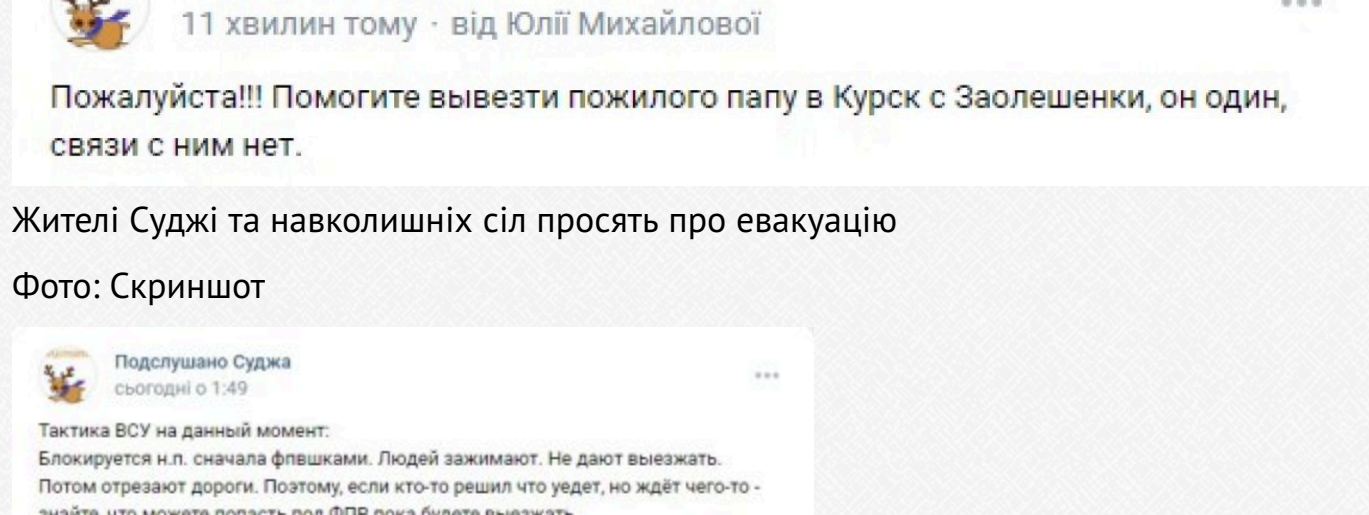 11 хвилин тому · від Юлії Михайлової
Пожалуйста!!! Помогите вывезти пожилого папу в Курск с Заолешенки, он один,
связи с ним нет.
Жителі Суджі та навколишніх сіл просять про евакуацію
Фото: Скриншот
Подслушано Суджа
сьогодні о 1:49
Тактика ВСУ на данный момент:
Блокируется н.п. сначала фпвшками. Людей зажимают. Не дают выезжать.
Потом отрезают дороги. Поэтому, если кто-то решил что уедет, но ждёт чего-то -
знайте, что можете попасть под ФПВ пока будете выезжать